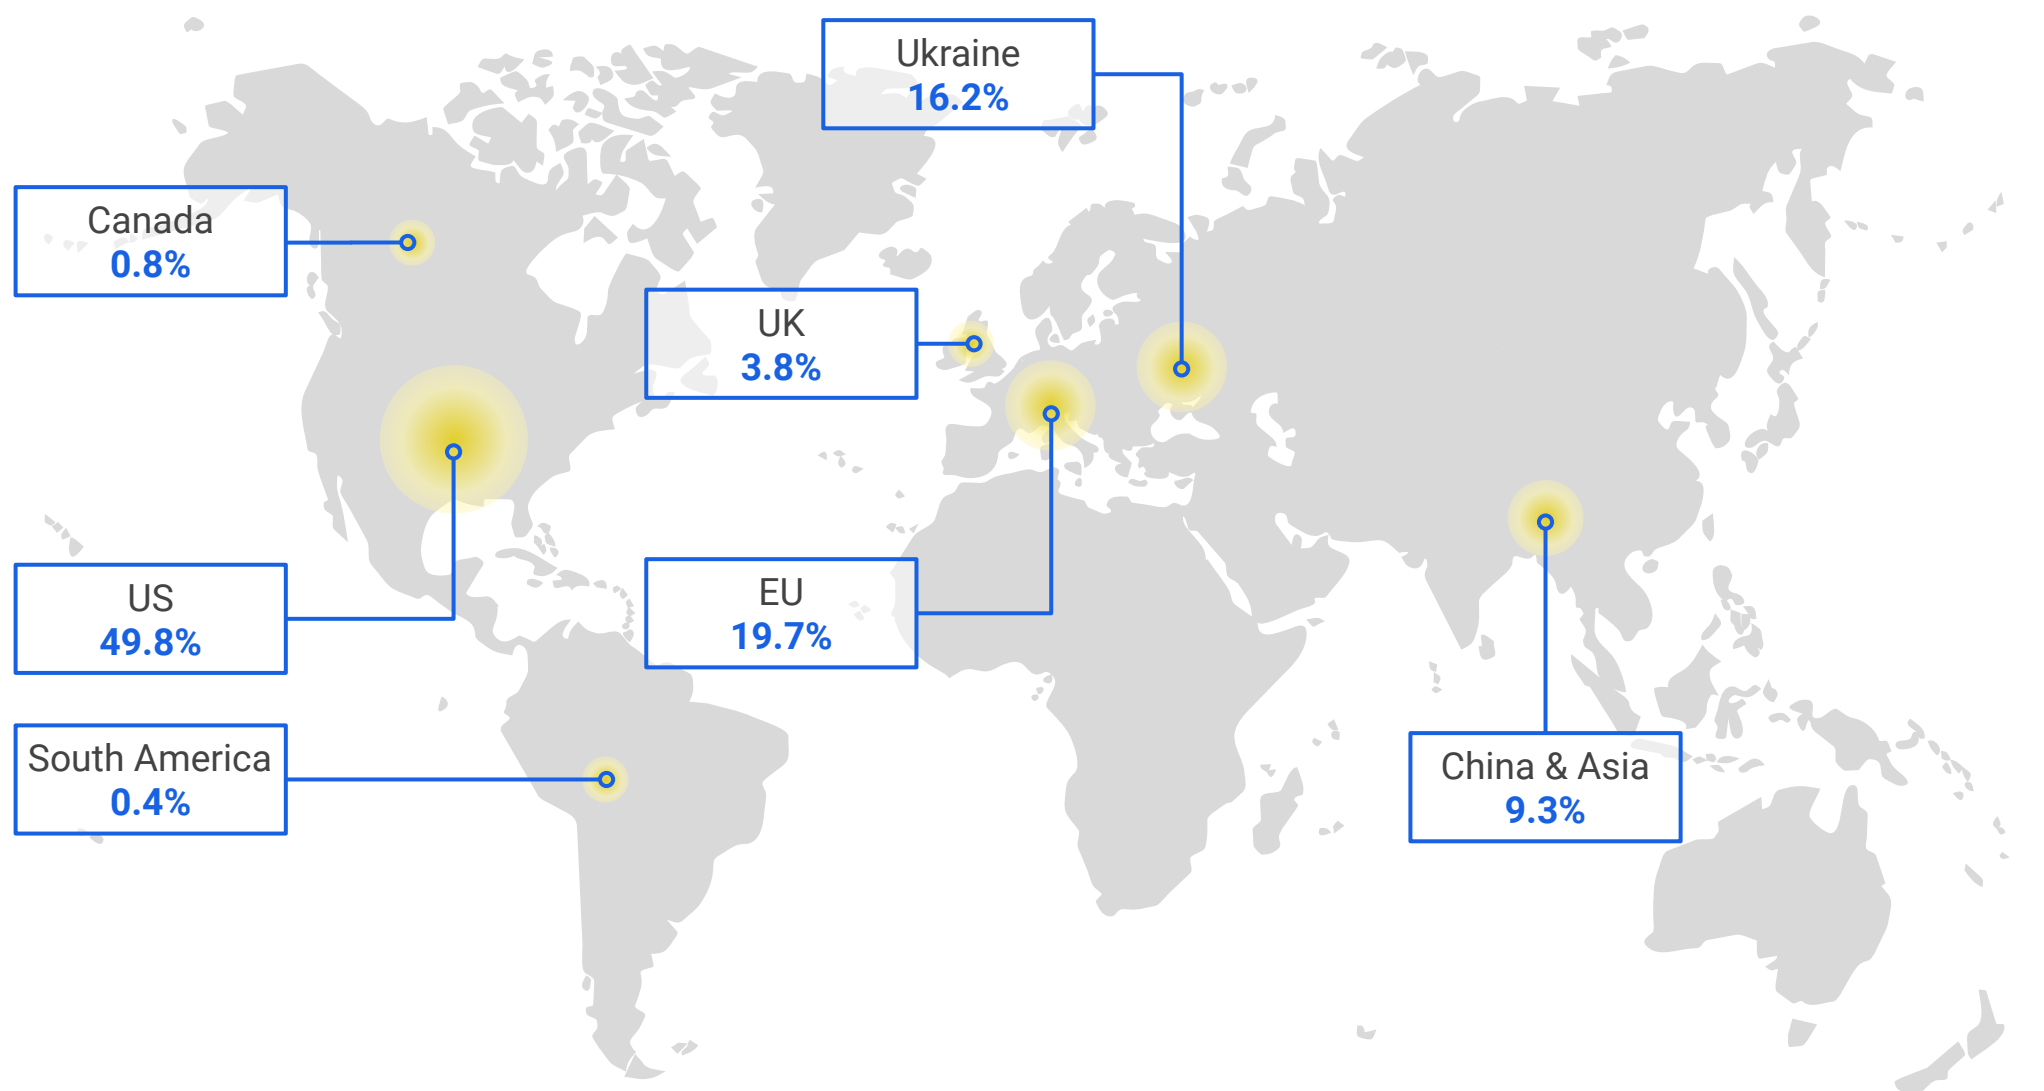 Ukraine
16.2%
Canada
0.8%
UK
3.8%
US
49.8%
EU
19.7%
South America
0.4%
China & Asia
9.3%